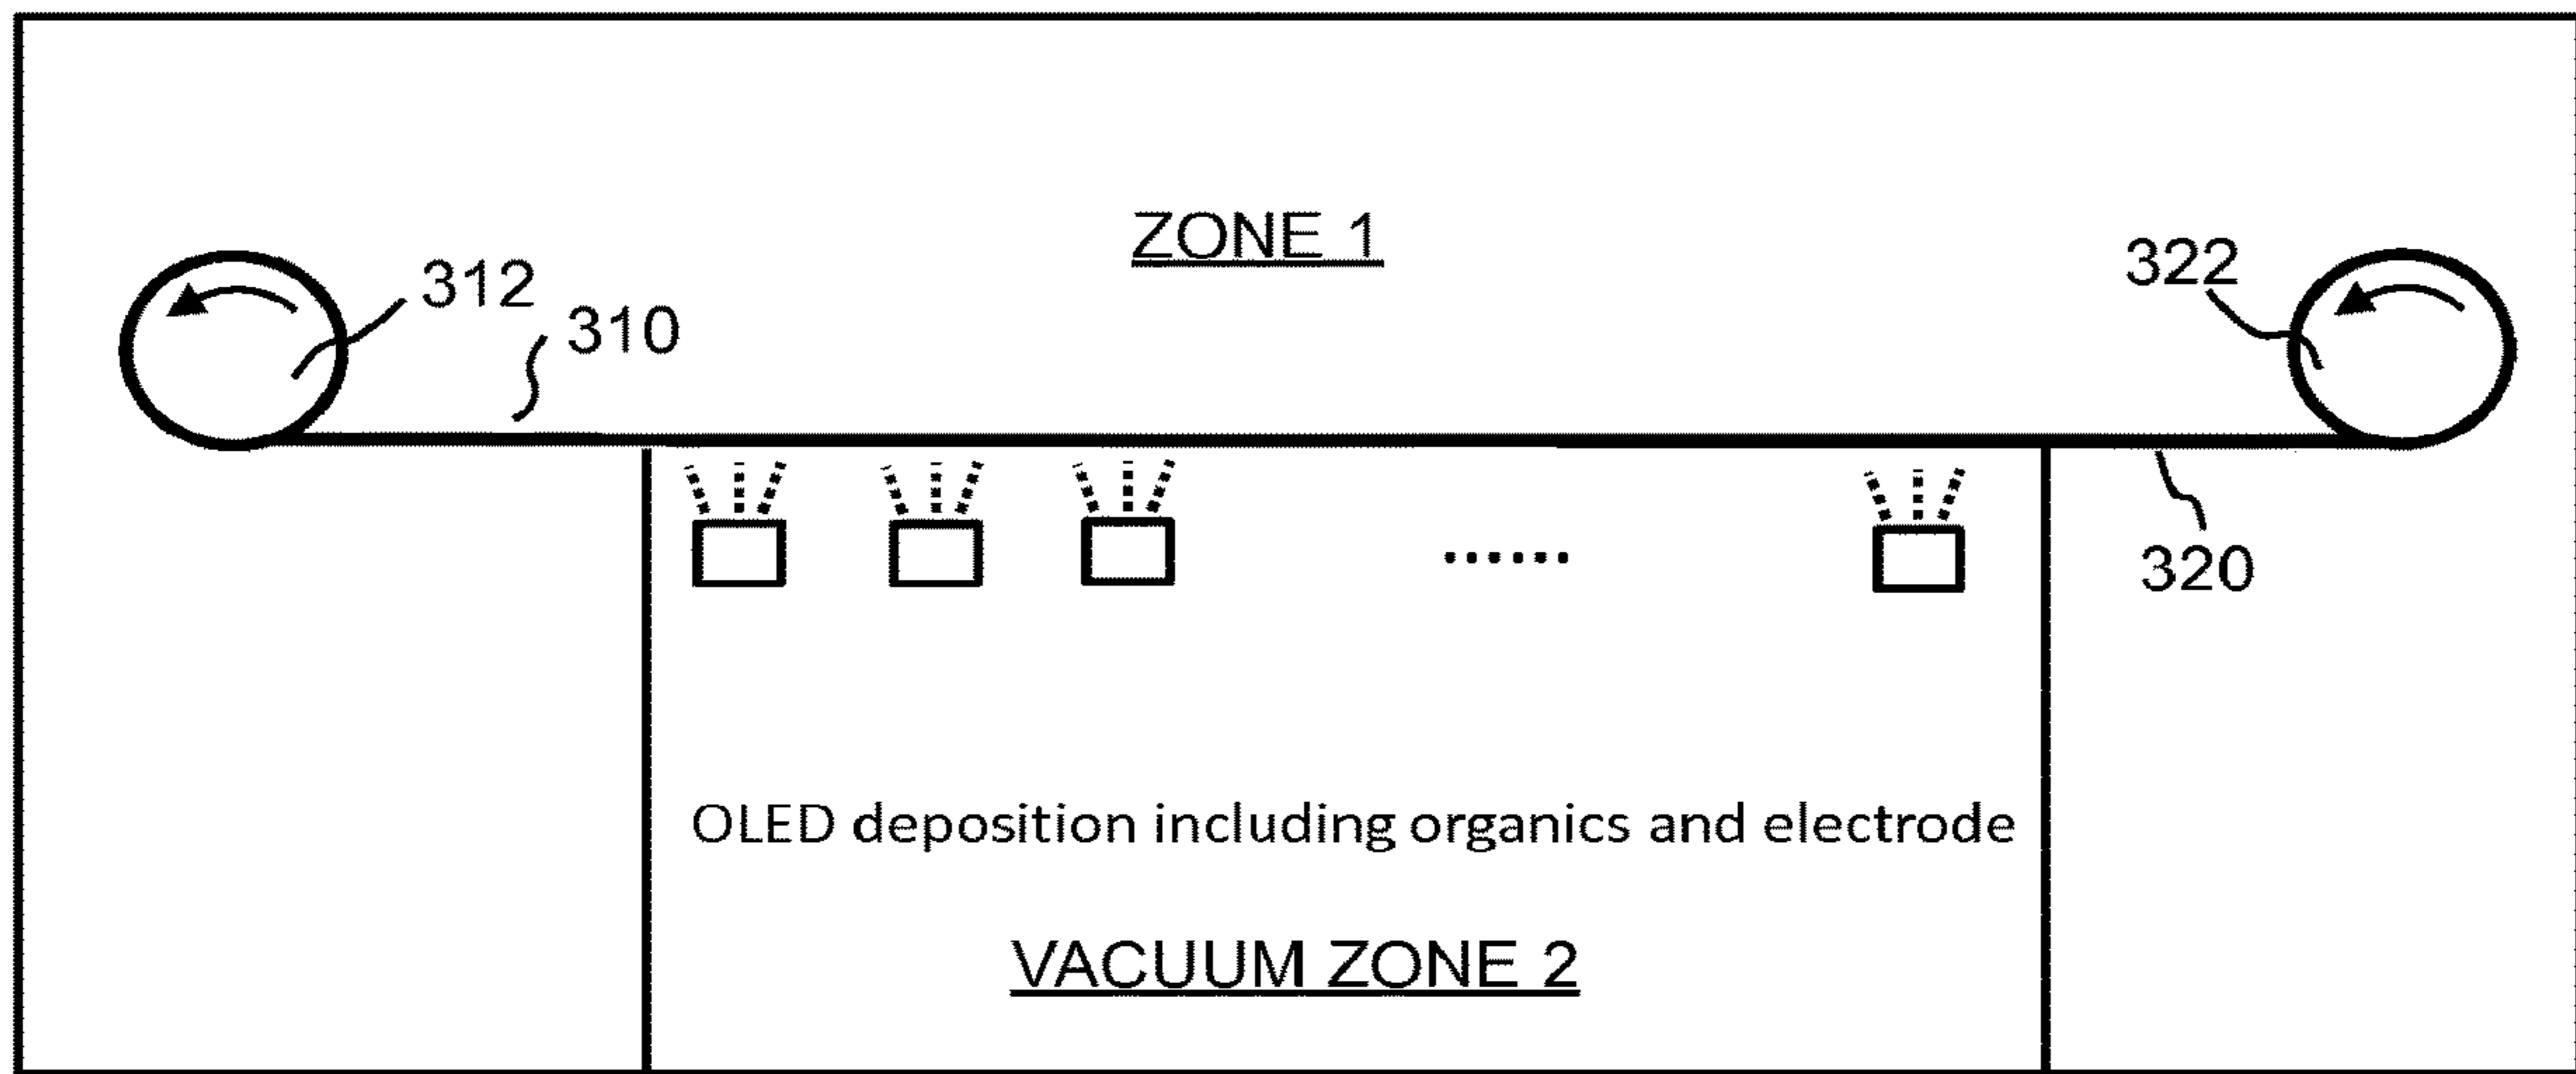 ZONE 1
312
310
322
......
320
OLED deposition including organics and electrode
VACUUM ZONE 2